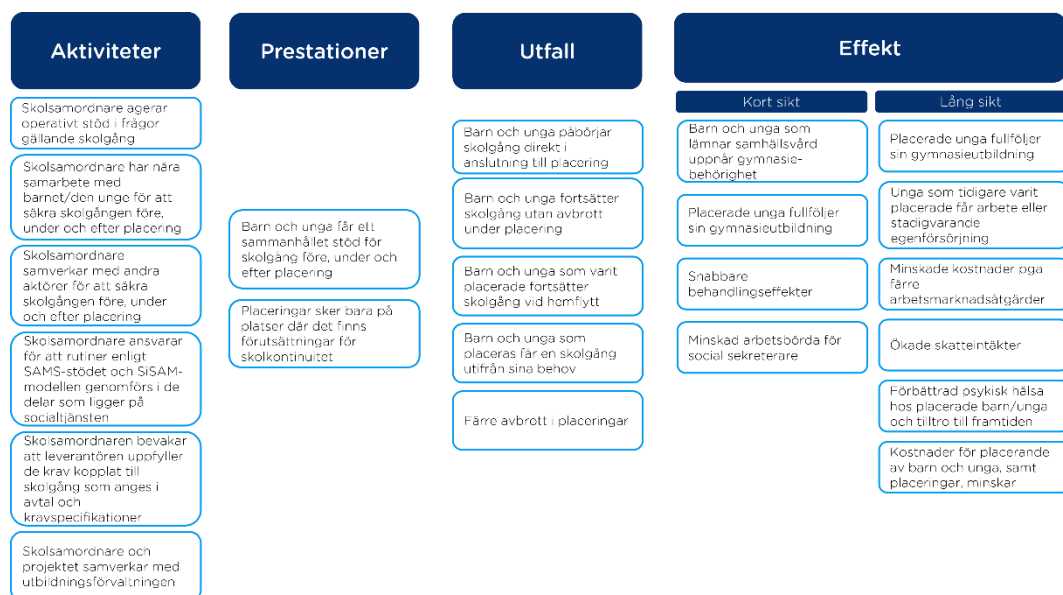 Aktiviteter
Skolsamordnare agerar
operativt stöd i frågor
gällande skolgång
Skolsamordnare har nära
samarbete med
barnet/den unge för att
säkra skolgången före,
under och efter placering
Skolsamordnare
samverkar med andra
aktörer för att säkra
skolgången före, under
och efter placering
Skolsamordnare ansvarar
för att rutiner enligt
SAMS-stödet och SiSAM-
modellen genomförs i de
delar som ligger på
socialtjänsten
Skolsamordnaren bevakar
att leverantören uppfyller
de krav kopplat till
skolgång som anges i
avtal och
kravspecifikationer
Skolsamordnare och
projektet samverkar med
utbildningsförvaltningen
Prestationer
Barn och unga får ett
sammanhållet stöd för
skolgång före, under och
efter placering
Placeringar sker bara på
platser där det finns
förutsättningar för
skolkontinuitet
Utfall
Barn och unga påbörjar
skolgång direkt i
anslutning till placering
Barn och unga fortsätter
skolgång utan avbrott
under placering
Barn och unga som varit
placerade fortsätter
skolgång vid hemflytt
Barn och unga som
placeras får en skolgång
utifrån sina behov
Färre avbrott i placeringar
Effekt
Kort sikt
Barn och unga som
lämnar samhällsvård
uppnår gymnasie-
behörighet
Placerade unga fullföljer
sin gymnasieutbildning
Snabbare
behandlingseffekter
Minskad arbetsbörda för
social sekreterare
Lång sikt
Placerade unga fullföljer
sin gymnasieutbildning
Unga som tidigare varit
placerade får arbete eller
stadigvarande
egenförsörjning
Minskade kostnader pga
färre
arbetsmarknadsåtgärder
Ökade skatteintäkter
Förbättrad psykisk hälsa
hos placerade barn/unga
och tilltro till framtiden
Kostnader för placerande
av barn och unga, samt
placeringar, minskar